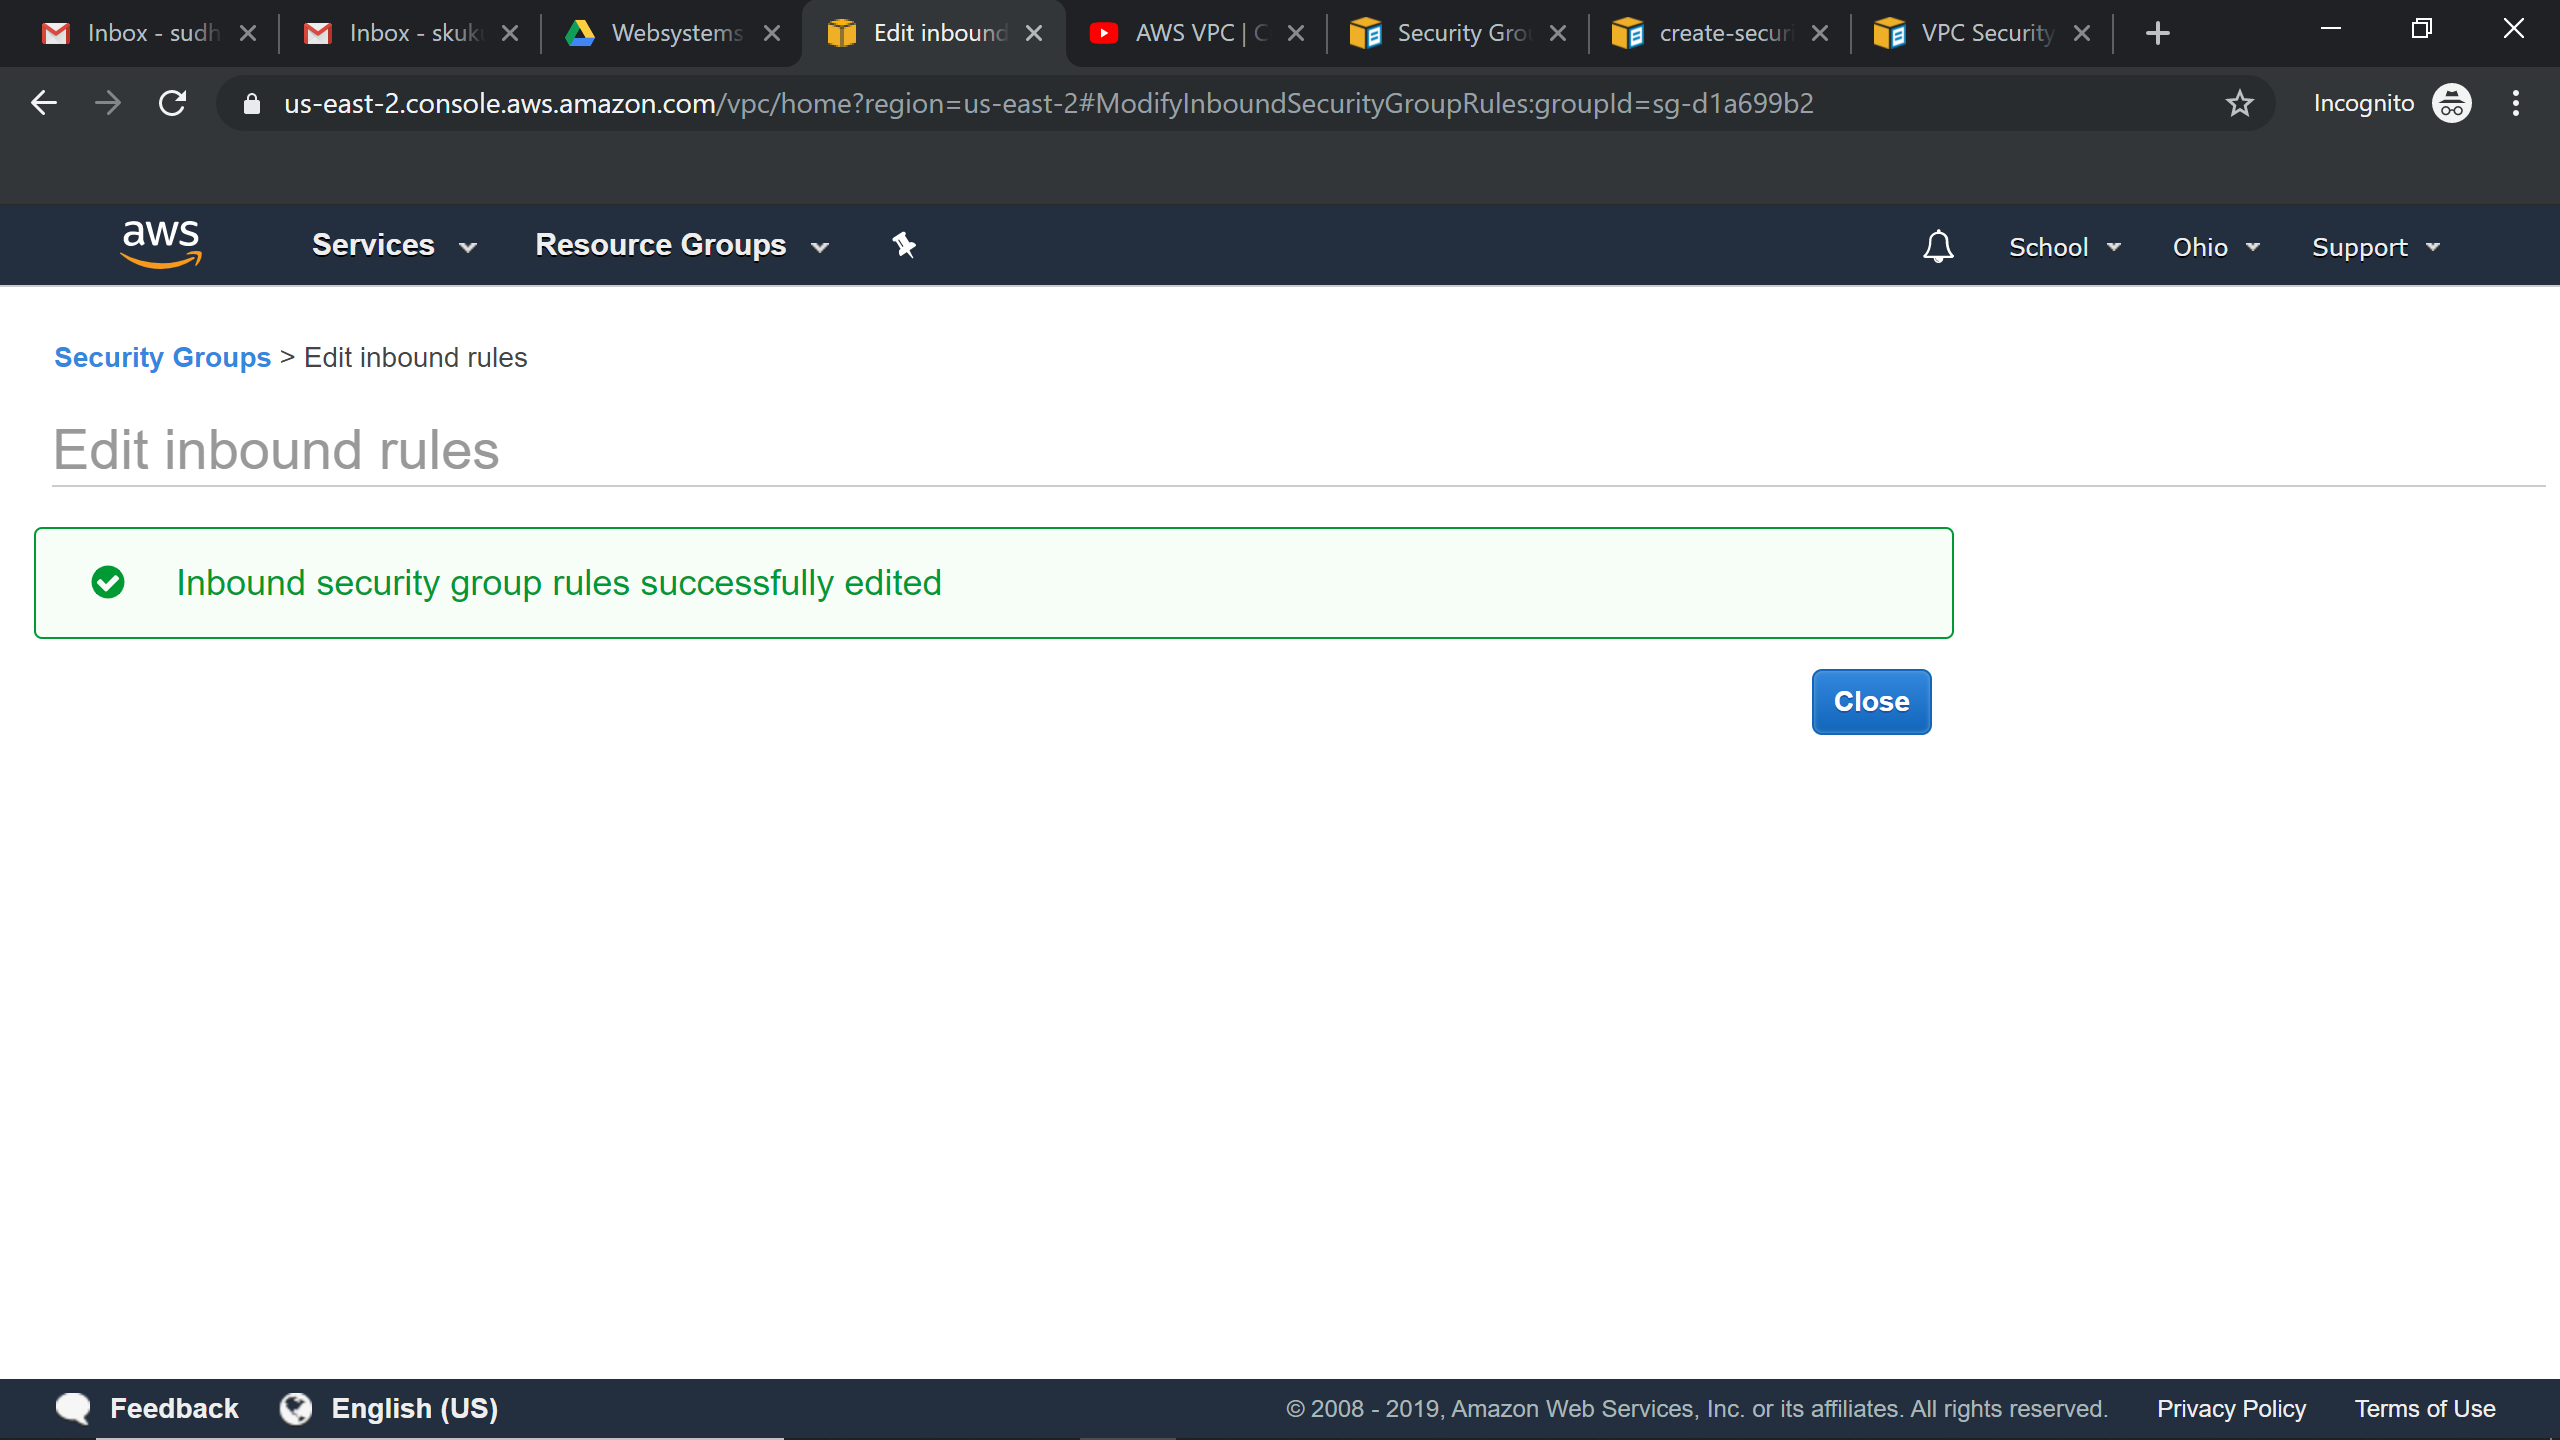 Inbox - sudh
Inbox - skuk
Websystems
Edit inbound
AWS VPC | C
Security Gro
create-securi
VPC Security
us-east-2.console.aws.amazon.com/vpc/home?region=us-east-2#ModifyInboundSecurityGroupRules:groupId=sg-d1a699b2
Incognito
aws
Services
Resource Groups
School
Ohio
Support
Security Groups > Edit inbound rules
Edit inbound rules
Inbound security group rules successfully edited
Close
Feedback
English (US)
© 2008 - 2019, Amazon Web Services, Inc. or its affiliates. All rights reserved.
Privacy Policy
Terms of Use